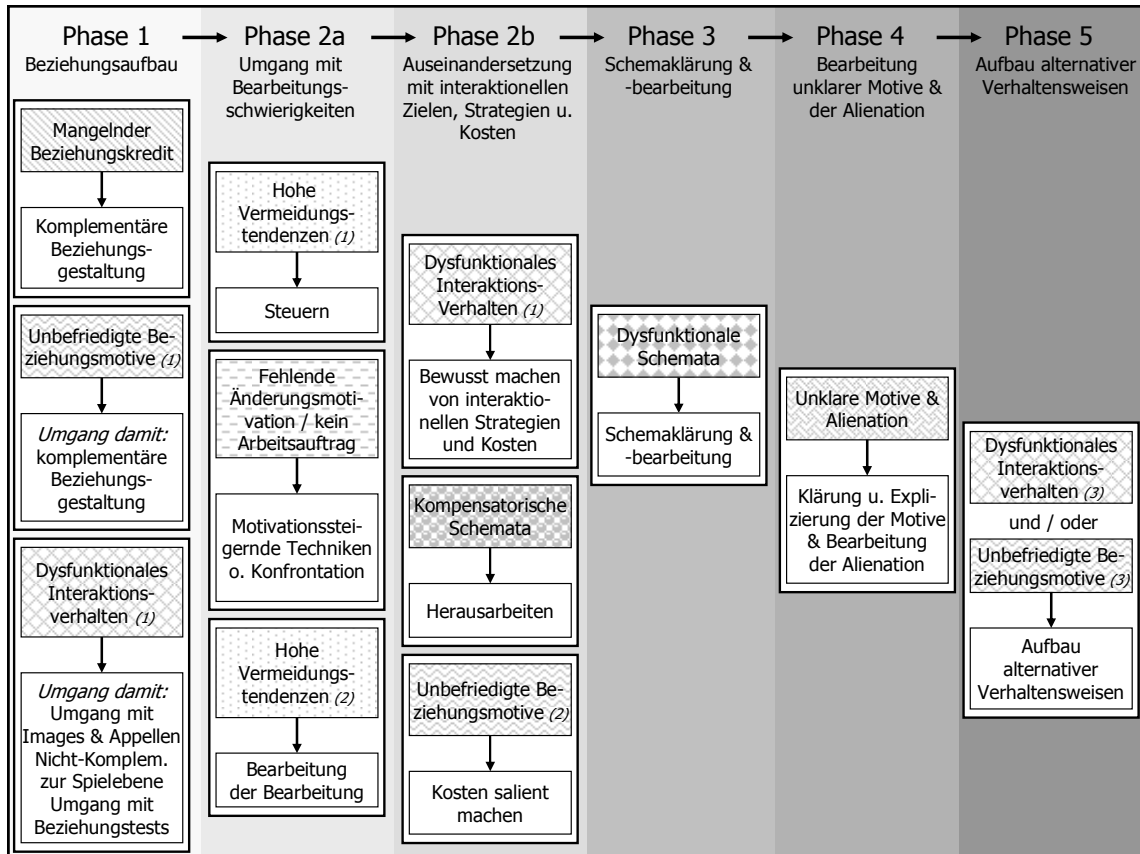 Phase 1
Beziehungsaufbau
Mangelnder
Beziehungskredit
Komplementäre
Beziehungs-
gestaltung
Unbefriedigte Be-
ziehungsmotive (1)
Umgang damit:
komplementäre
Beziehungs-
gestaltung
Dysfunktionales
Interaktions-
verhalten (1)
Umgang damit:
Umgang mit
Images & Appellen
Nicht-Komplem.
zur Spielebene
Umgang mit
Beziehungstests
Phase 2a
Umgang mit
Bearbeitungs-
schwierigkeiten
Hohe
Vermeidungs-
tendenzen (1)
Steuern
Fehlende
Änderungsmoti-
vation / kein
Arbeitsauftrag
Motivationsstei-
gernde Techniken
o. Konfrontation
Hohe
Vermeidungs-
tendenzen (2)
Bearbeitung
der Bearbeitung
Phase 2b
Auseinandersetzung
mit interaktionellen
Zielen, Strategien u.
Kosten
Dysfunktionales
Interaktions-
Verhalten (1)
Bewusst machen
von interaktio-
nellen Strategien
und Kosten
Kompensatorische
Schemata
Herausarbeiten
Unbefriedigte Be-
ziehungsmotive (2)
Kosten salient
machen
Phase 3
Schemaklärung &
-bearbeitung
Dysfunktionale
Schemata
Schemaklärung &
-bearbeitung
Phase 4
Bearbeitung
unklarer Motive &
der Alienation
Unklare Motive &
Alienation
Klärung u. Expli-
zierung der Motive
& Bearbeitung
der Alienation
Phase 5
Aufbau alternativer
Verhaltensweisen
Dysfunktionales
Interaktions-
verhalten (3)
und / oder
Unbefriedigte Be-
ziehungsmotive (3)
Aufbau
alternativer
Verhaltensweisen